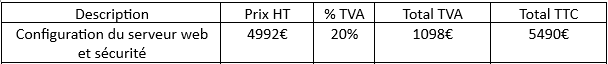 Description Prix HT % TVA Total TVA Total TTC
Configuration du serveur web 4992€ 20% 1098€ 5490€
et sécurité